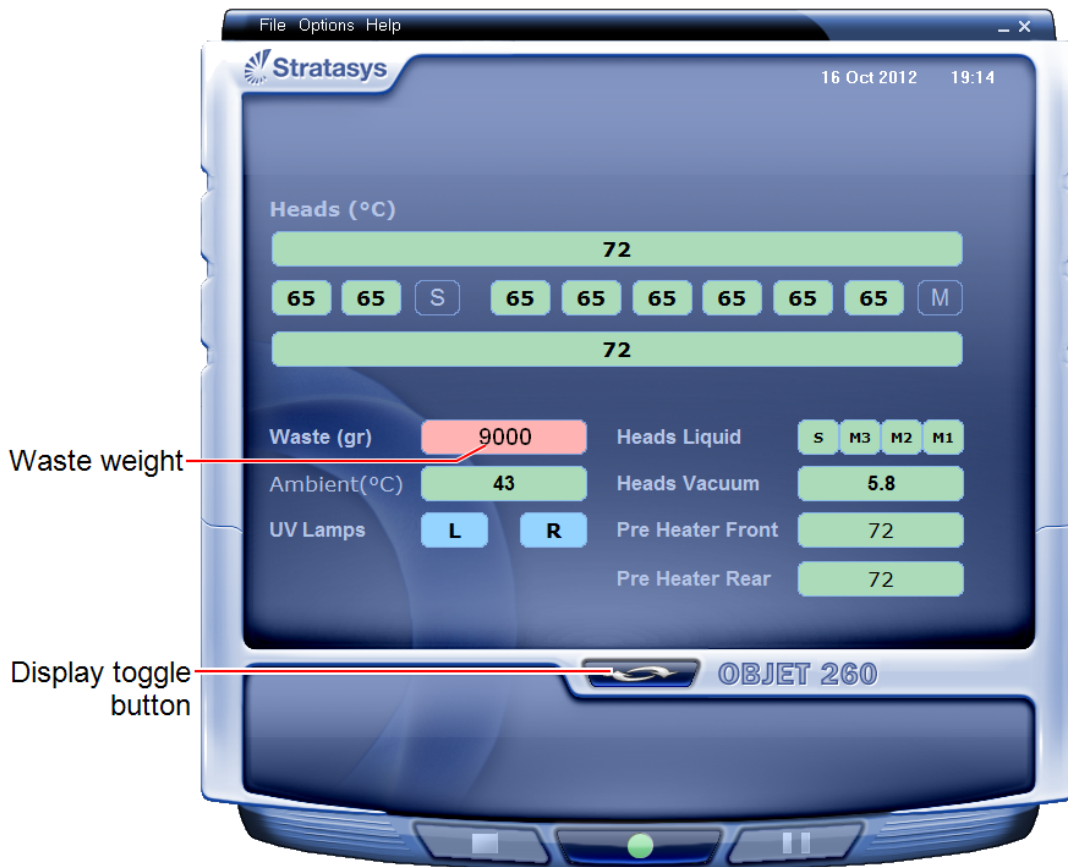 File Options Help
Stratasys
16 Oct 2012 19:14
Heads (°C)
72
65 65 S 65 65 65 65 65 65 M
72
Waste (gr) 9000 Heads Liquid S M3 M2 M1
Waste weight
Ambient(°C) 43 Heads Vacuum 5.8
UV Lamps L R Pre Heater Front 72
Pre Heater Rear 72
Display toggle
button
OBJET 260